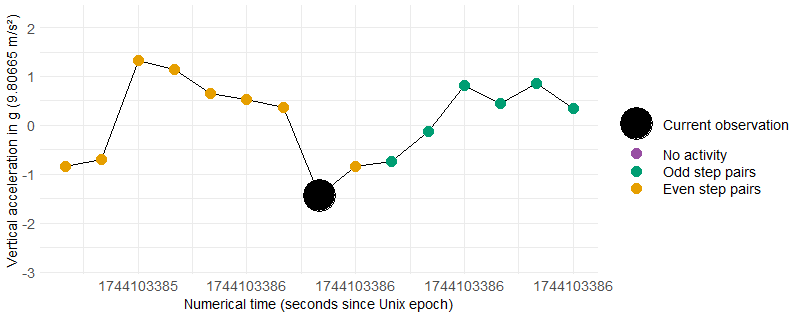 Vertical acceleration in g (9.80665 m/s²)
2
1
0
-1
-2
-3
1744103385
1744103386
1744103386
1744103386
1744103386
Numerical time (seconds since Unix epoch)
Current observation
No activity
Odd step pairs
Even step pairs